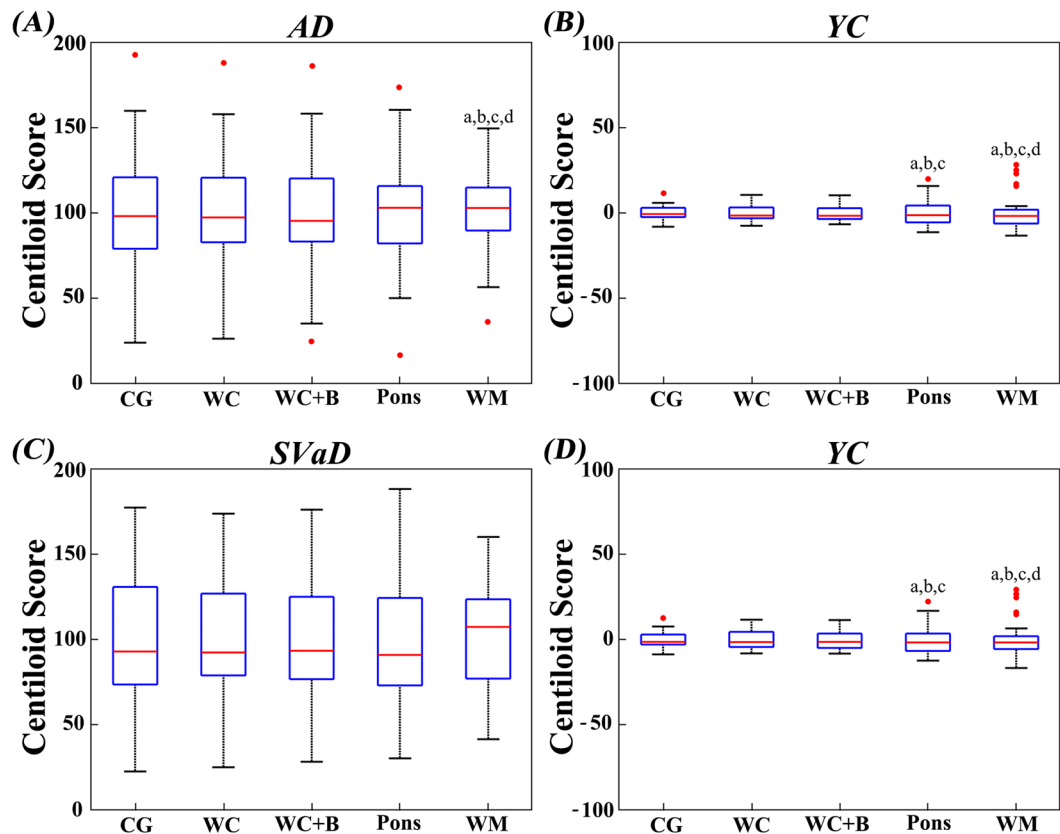 (A) AD
Centiloid Score
200
150
100
50
0
a,b,c,d
CG WC WC+B Pons WM
(B) YC
Centiloid Score
100
50
0
-50
-100
a,b,c
a,b,c,d
CG WC WC+B Pons WM
(C) SVaD
Centiloid Score
200
150
100
50
0
CG WC WC+B Pons WM
(D) YC
Centiloid Score
100
50
0
-50
-100
a,b,c
a,b,c,d
CG WC WC+B Pons WM